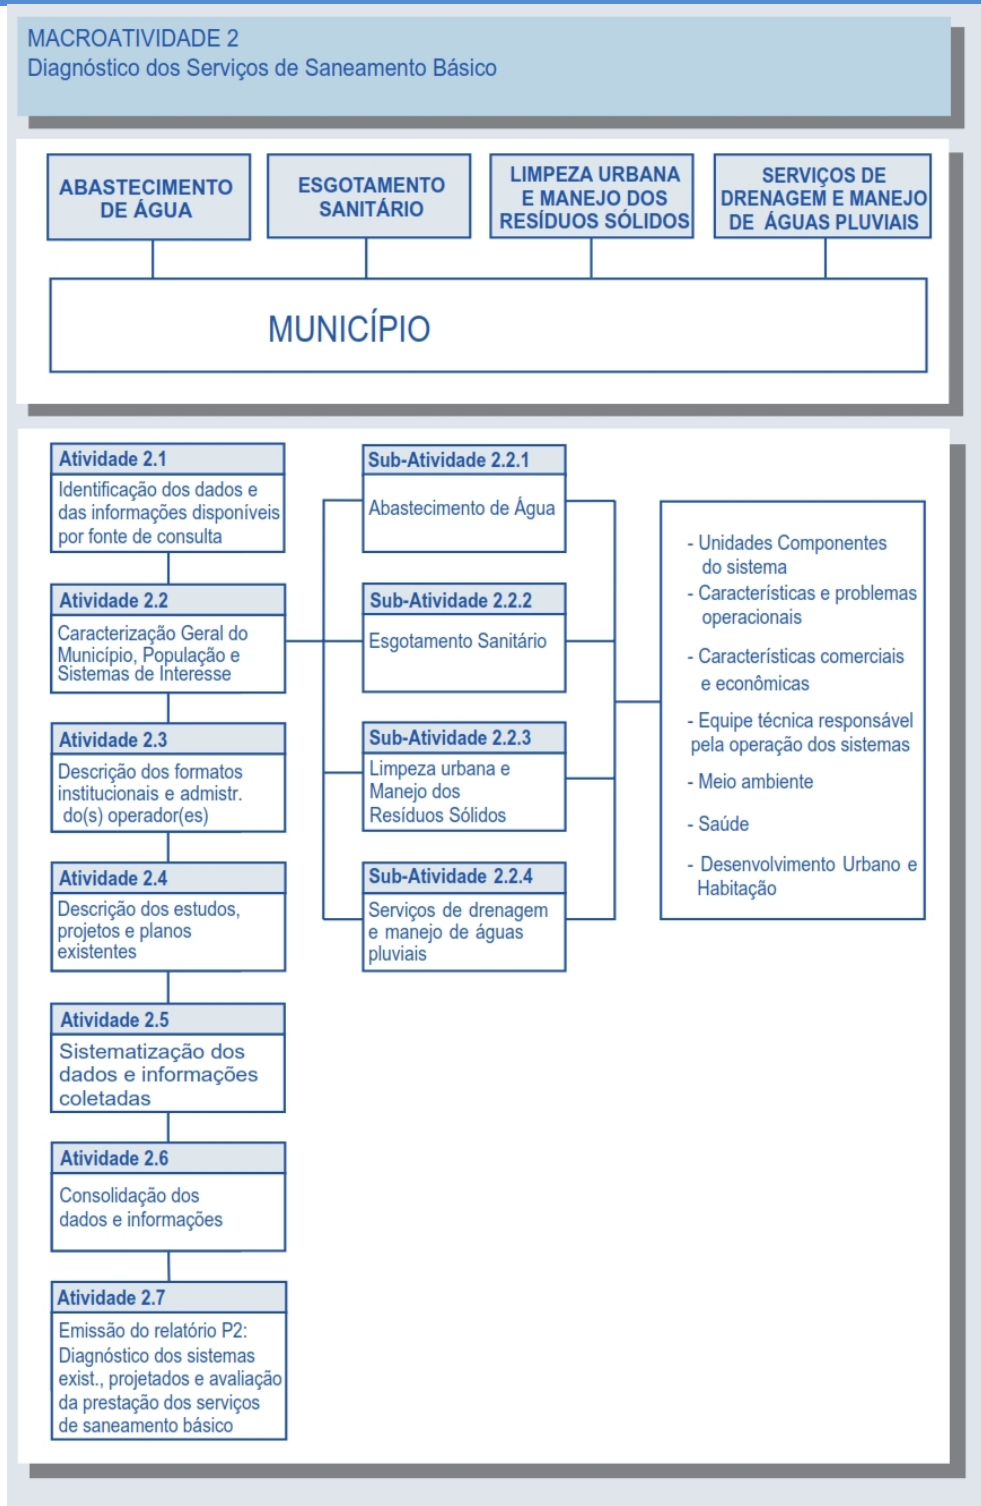 MACROATIVIDADE 2
Diagnóstico dos Serviços de Saneamento Básico
ABASTECIMENTO
DE ÁGUA
ESGOTAMENTO
SANITÁRIO
LIMPEZA URBANA
E MANEJO DOS
RESÍDUOS SÓLIDOS
SERVIÇOS DE
DRENAGEM E MANEJO
DE ÁGUAS PLUVIAIS
MUNICÍPIO
Atividade 2.1
Identificação dos dados e
das informações disponíveis
por fonte de consulta
Atividade 2.2
Caracterização Geral do
Município, População e
Sistemas de Interesse
Atividade 2.3
Descrição dos formatos
institucionais e admistr.
do(s) operador(es)
Atividade 2.4
Descrição dos estudos,
projetos e planos
existentes
Atividade 2.5
Sistematização dos
dados e informações
coletadas
Atividade 2.6
Consolidação dos
dados e informações
Atividade 2.7
Emissão do relatório P2:
Diagnóstico dos sistemas
exist., projetados e avaliação
da prestação dos serviços
de saneamento básico
Sub-Atividade 2.2.1
Abastecimento de Água
Sub-Atividade 2.2.2
Esgotamento Sanitário
Sub-Atividade 2.2.3
Limpeza urbana e
Manejo dos
Resíduos Sólidos
Sub-Atividade 2.2.4
Serviços de drenagem
e manejo de águas
pluviais
- Unidades Componentes
do sistema
- Características e problemas
operacionais
- Características comerciais
e econômicas
- Equipe técnica responsável
pela operação dos sistemas
- Meio ambiente
- Saúde
- Desenvolvimento Urbano e
Habitação